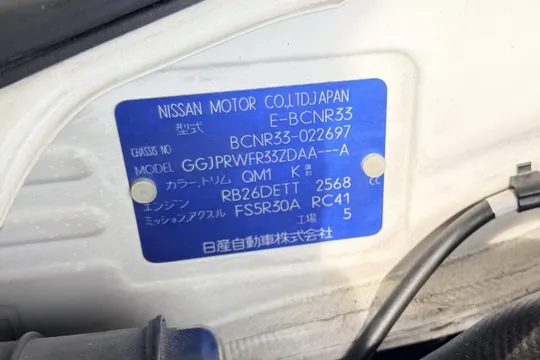 NISSAN MOTOR CO.,LTD.JAPAN
型式 E-BCNR33
CHASSIS NO BCNR33-022697
MODEL GGJPRWFR33ZDAA---A
カラー,トリム QM1 K
エンジン RB26DETT 2568 CC
ミッション,アクスル FS5R30A RC41
工場 5
日産自動車株式会社